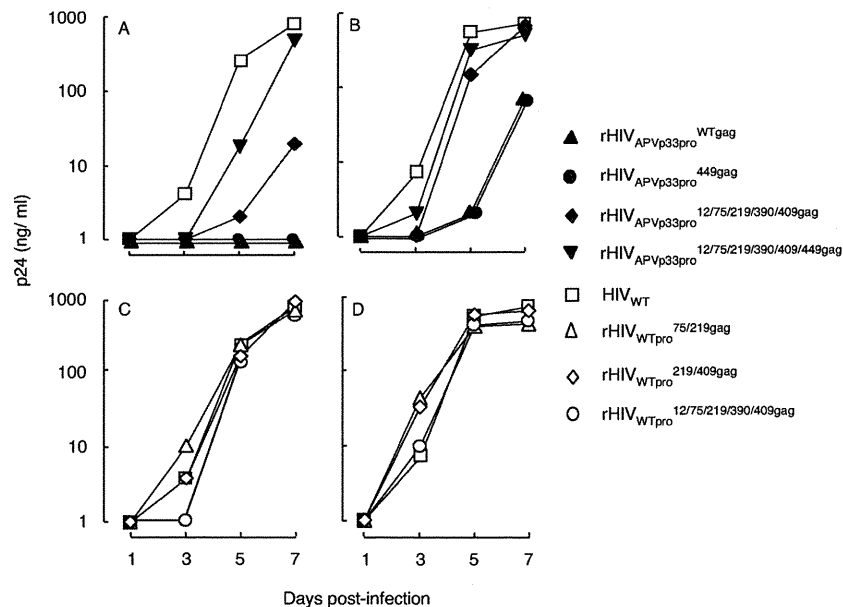 A
B
1000
100
10
1
p24 (ng/ ml)
C
D
1000
100
10
1
1 3 5 7
1 3 5 7
Days post-infection
rHIVAPVp33proWTgag
rHIVAPVp33pro449gag
rHIVAPVp33pro12/75/219/390/409gag
rHIVAPVp33pro12/75/219/390/409/449gag
HIVWT
rHIVWTpro75/219gag
rHIVWTpro219/409gag
rHIVWTpro12/75/219/390/409gag